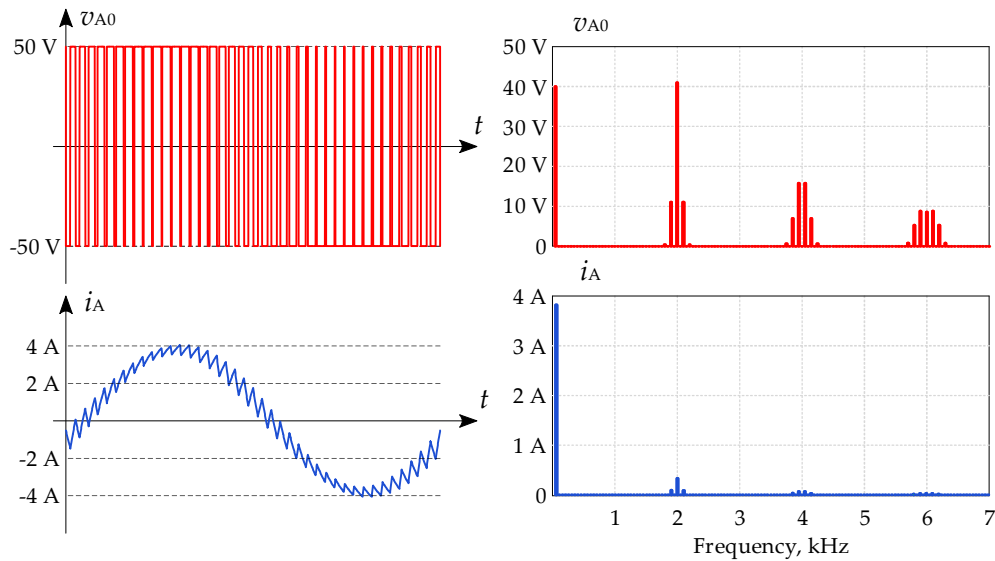 vA0
50 V
t
-50 V
iA
4 A
2 A
t
-2 A
-4 A
vA0
50 V
40 V
30 V
20 V
10 V
0
iA
4 A
3 A
2 A
1 A
0
1 2 3 4 5 6 7
Frequency, kHz